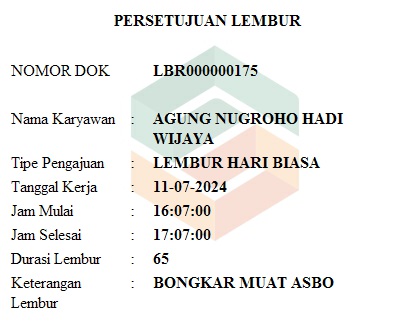 PERSETUJUAN LEMBUR
NOMOR DOK LBR000000175
Nama Karyawan : AGUNG NUGROHO HADI
WIJAYA
Tipe Pengajuan : LEMBUR HARI BIASA
Tanggal Kerja : 11-07-2024
Jam Mulai : 16:07:00
Jam Selesai : 17:07:00
Durasi Lembur : 65
Keterangan : BONGKAR MUAT ASBO
Lembur